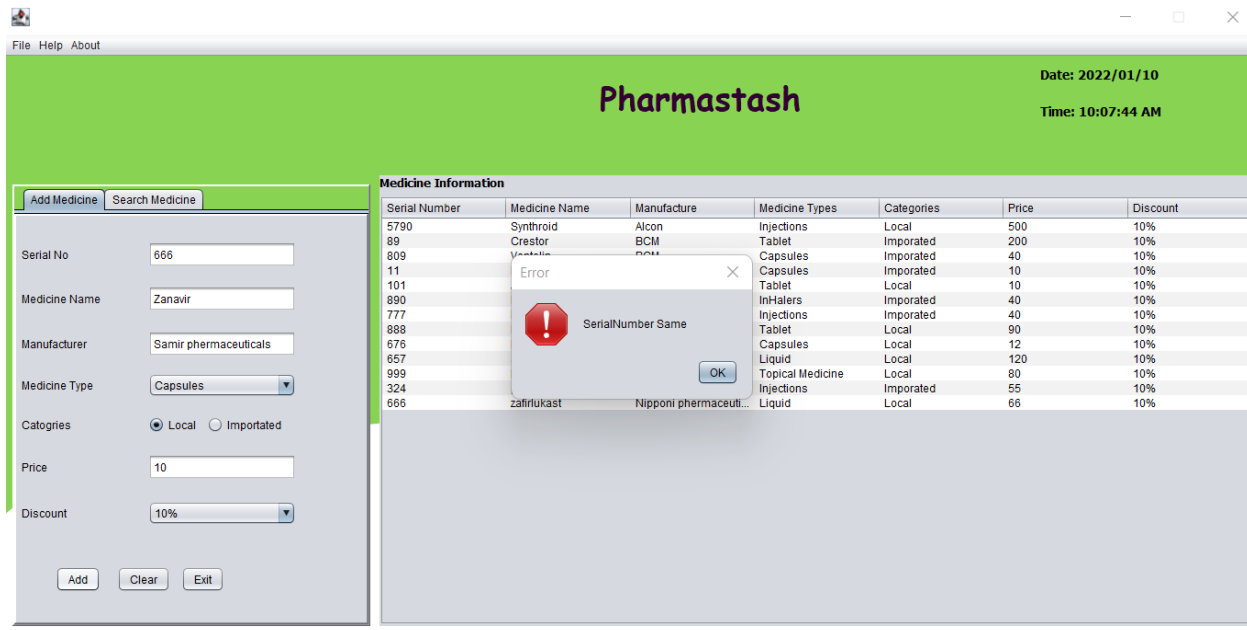 File Help About
Pharmastash
Date: 2022/01/10
Time: 10:07:44 AM
Add Medicine Search Medicine
Serial No 666
Medicine Name Zanavir
Manufacturer Samir phermaceuticals
Medicine Type Capsules
Catogries Local Importated
Price 10
Discount 10%
Add Clear Exit
Medicine Information
Serial Number Medicine Name Manufacture Medicine Types Categories Price Discount
5790 Synthroid Alcon Injections Local 500 10%
89 Crestor BCM Tablet Imporated 200 10%
809 Capsules Imporated 40 10%
11 Capsules Imporated 10 10%
101 Tablet Local 10 10%
890 InHalers Imporated 40 10%
777 Injections Imporated 40 10%
888 Tablet Local 90 10%
676 Capsules Local 12 10%
657 Liquid Local 120 10%
999 Topical Medicine Local 80 10%
324 Injections Imporated 55 10%
666 zafirlukast Nipponi phermaceuti... Liquid Local 66 10%
Error
SerialNumber Same
OK